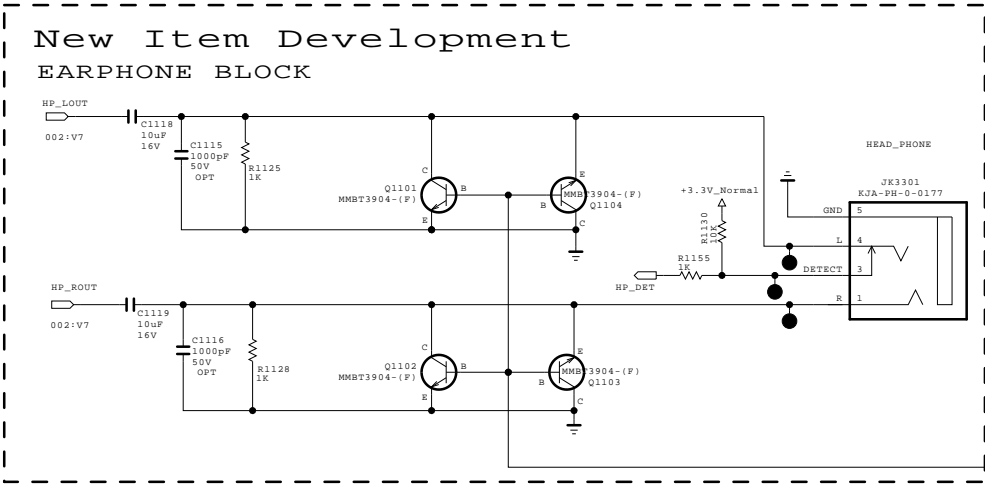 New Item Development
EARPHONE BLOCK
HP_LOUT
002:V7
C1118
10uF
16V
C1115
1000pF
50V
OPT
R1125
1K
C
Q1101
MMBT3904-(F)
B
E
E
MMBT3904-(F)
B
Q1104
C
+3.3V_Normal
R1130
10K
R1155
1K
HP_DET
HEAD_PHONE
JK3301
KJA-PH-0-0177
GND 5
L 4
DETECT 3
R 1
HP_ROUT
002:V7
C1119
10uF
16V
C1116
1000pF
50V
OPT
R1128
1K
C
Q1102
MMBT3904-(F)
B
E
E
MMBT3904-(F)
B
Q1103
C